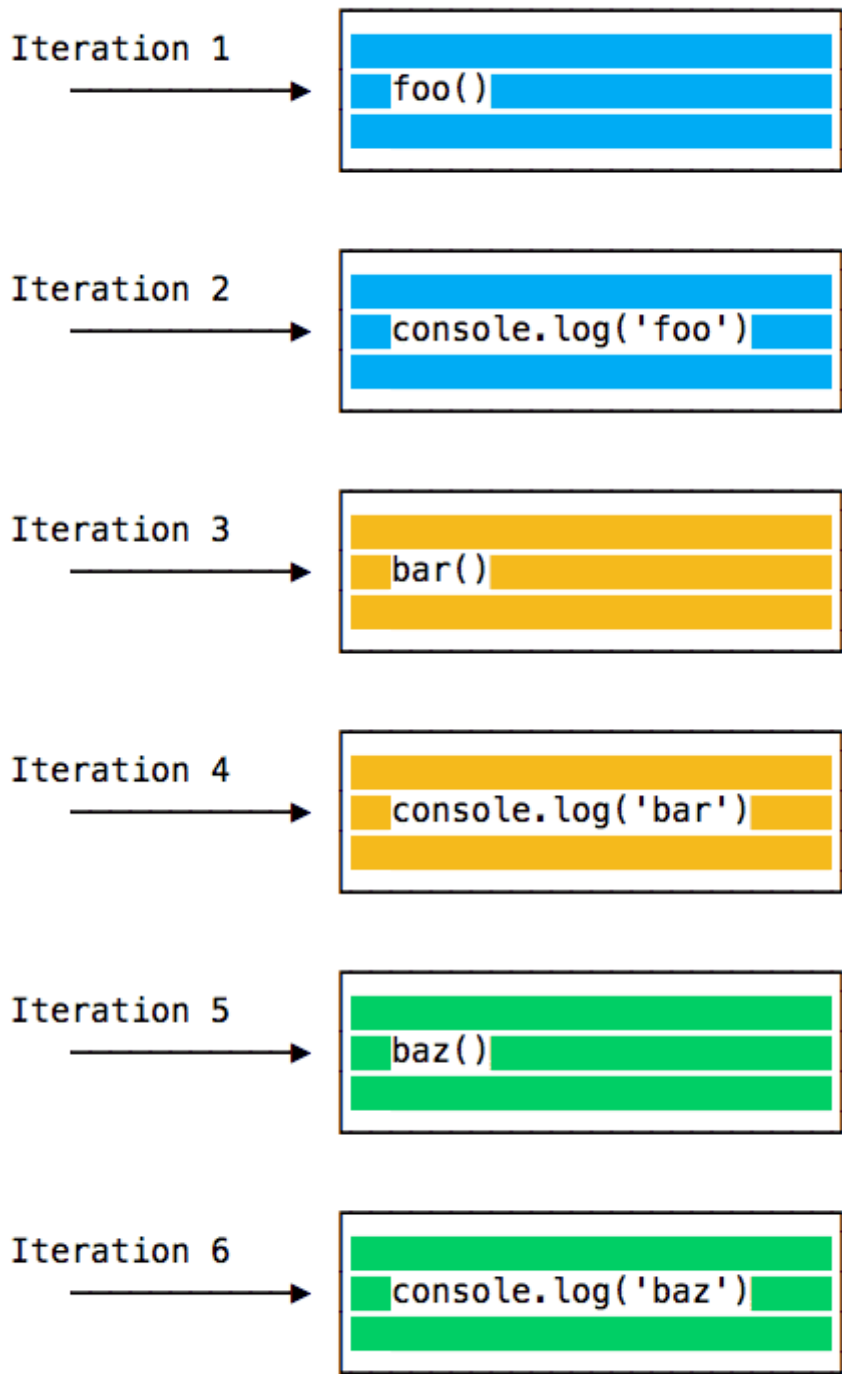 Iteration 1
foo()
Iteration 2
console.log('foo')
Iteration 3
bar()
Iteration 4
console.log('bar')
Iteration 5
baz()
Iteration 6
console.log('baz')